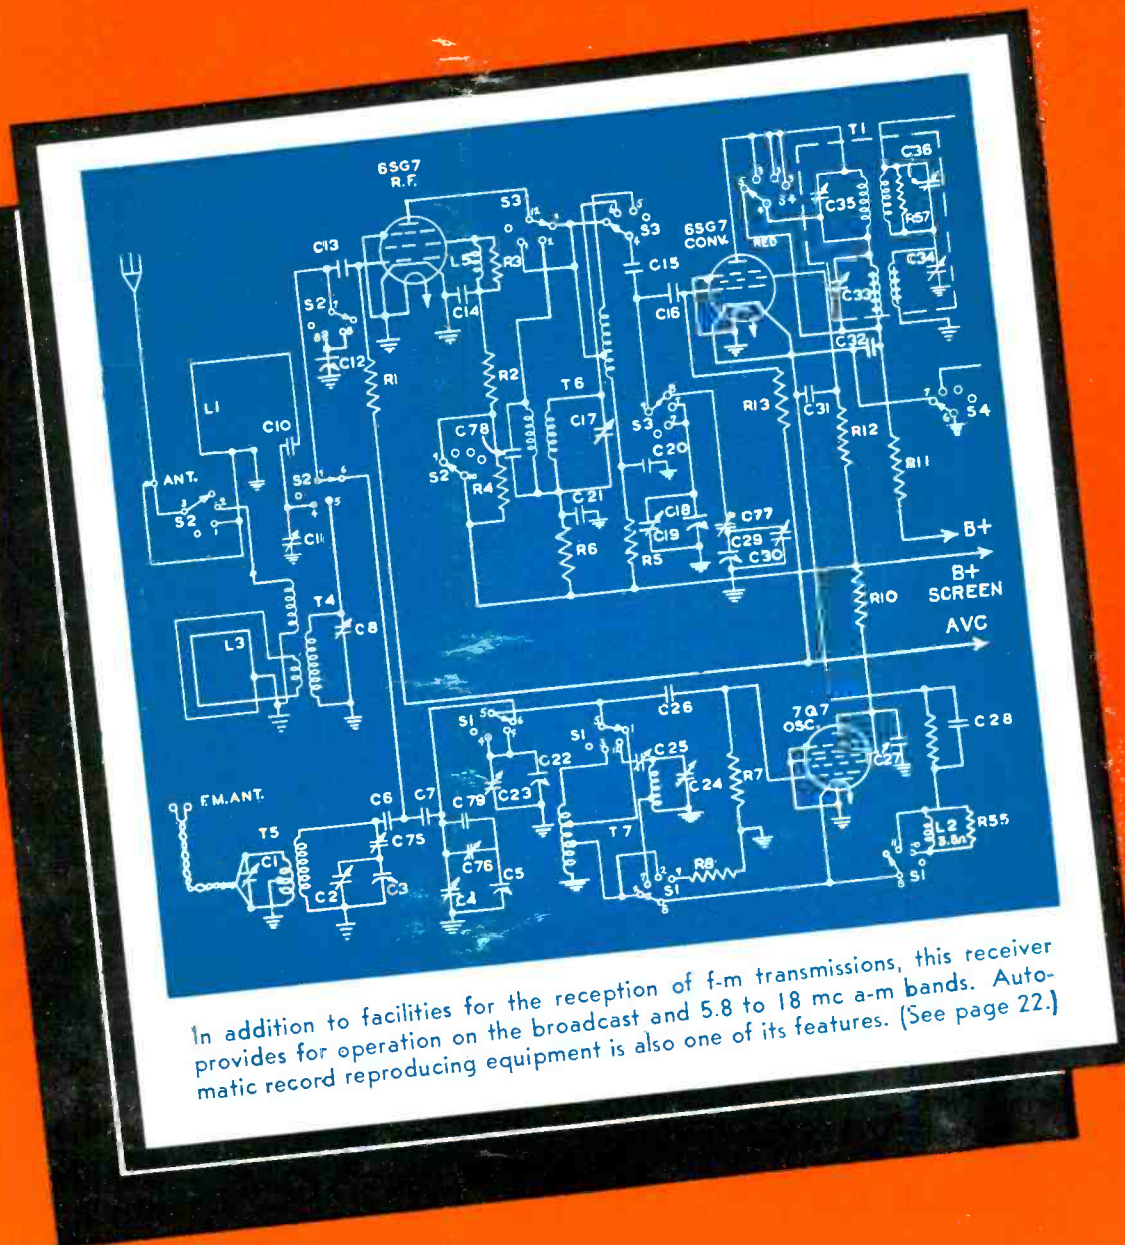 6SG7
R.F.
S3
12
T1
C36
C35
R57
S4
6SG7
CONV.
RED
C34
C33
C32
C13
L5
R3
S3
C15
C14
C16
S2
C12
R1
R2
T6
C17
R13
C31
R12
S4
L1
C10
C78
S3
C20
R11
ANT.
S2
S2
R4
S2
C21
C18
C19
C77
C29
C30
B+
C11
R6
R5
B+
SCREEN
R10
T4
C8
AVC
L3
S1
C26
7Q7
OSC.
C28
S1
C25
C27
C22
C23
C24
R7
F.M. ANT.
C6
C7
C79
T5
C75
T7
L2
R55
C1
C76
C5
R8
S1
S1
C2
C3
C4
In addition to facilities for the reception of f-m transmissions, this receiver
provides for operation on the broadcast and 5.8 to 18 mc a-m bands. Auto-
matic record reproducing equipment is also one of its features. (See page 22.)